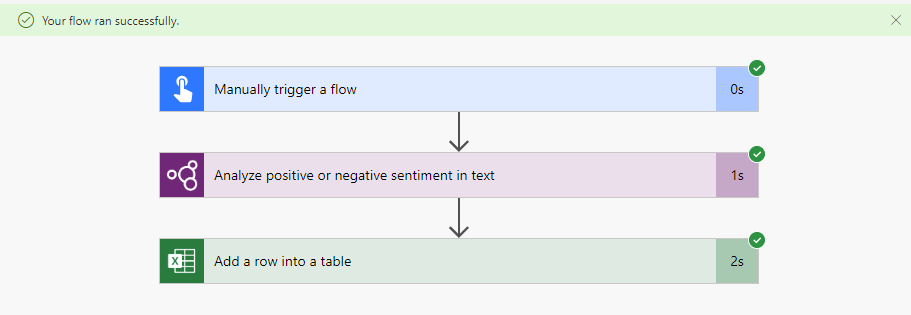 Your flow ran successfully.
Manually trigger a flow 0s
Analyze positive or negative sentiment in text 1s
Add a row into a table 2s